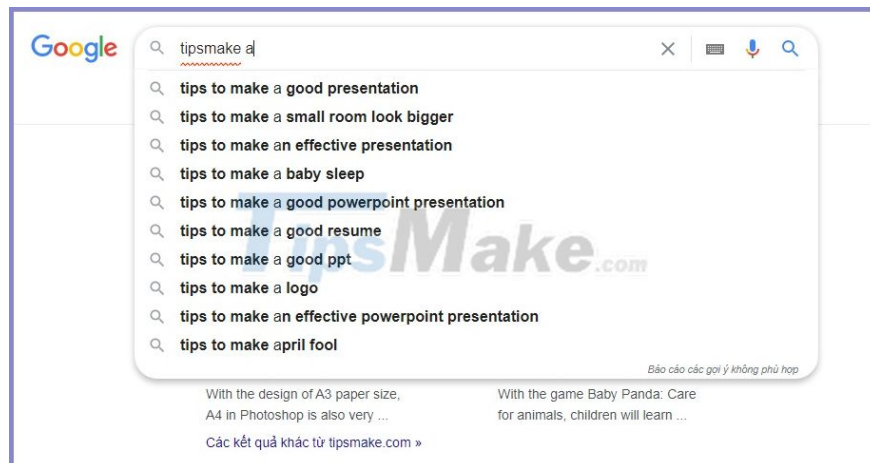 Google
tipsmake a
tips to make a good presentation
tips to make a small room look bigger
tips to make an effective presentation
tips to make a baby sleep
tips to make a good powerpoint presentation
tips to make a good resume
tips to make a good ppt
tips to make a logo
tips to make an effective powerpoint presentation
tips to make april fool
TipsMake.com
Báo cáo các gợi ý không phù hợp
With the design of A3 paper size,
A4 in Photoshop is also very ...
Các kết quả khác từ tipsmake.com »
With the game Baby Panda: Care
for animals, children will learn ...